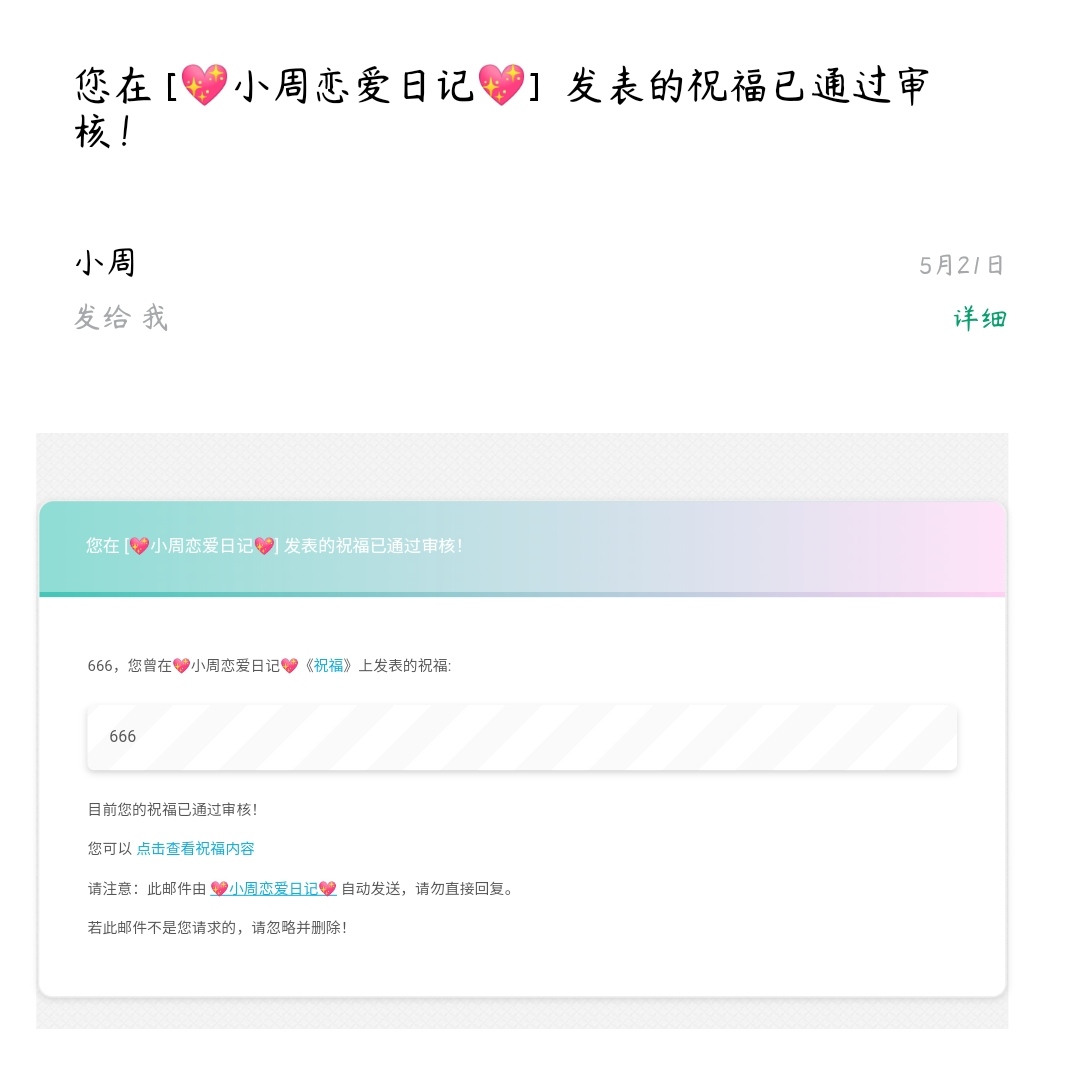 您在 [💖小周恋爱日记💖] 发表的祝福已通过审
核!
小周
5月21日
发给 我
详细
您在 [💖小周恋爱日记💖] 发表的祝福已通过审核!
666，您曾在💖小周恋爱日记💖《祝福》上发表的祝福:
666
目前您的祝福已通过审核!
您可以 点击查看祝福内容
请注意：此邮件由 💖小周恋爱日记💖 自动发送，请勿直接回复。
若此邮件不是您请求的，请忽略并删除!